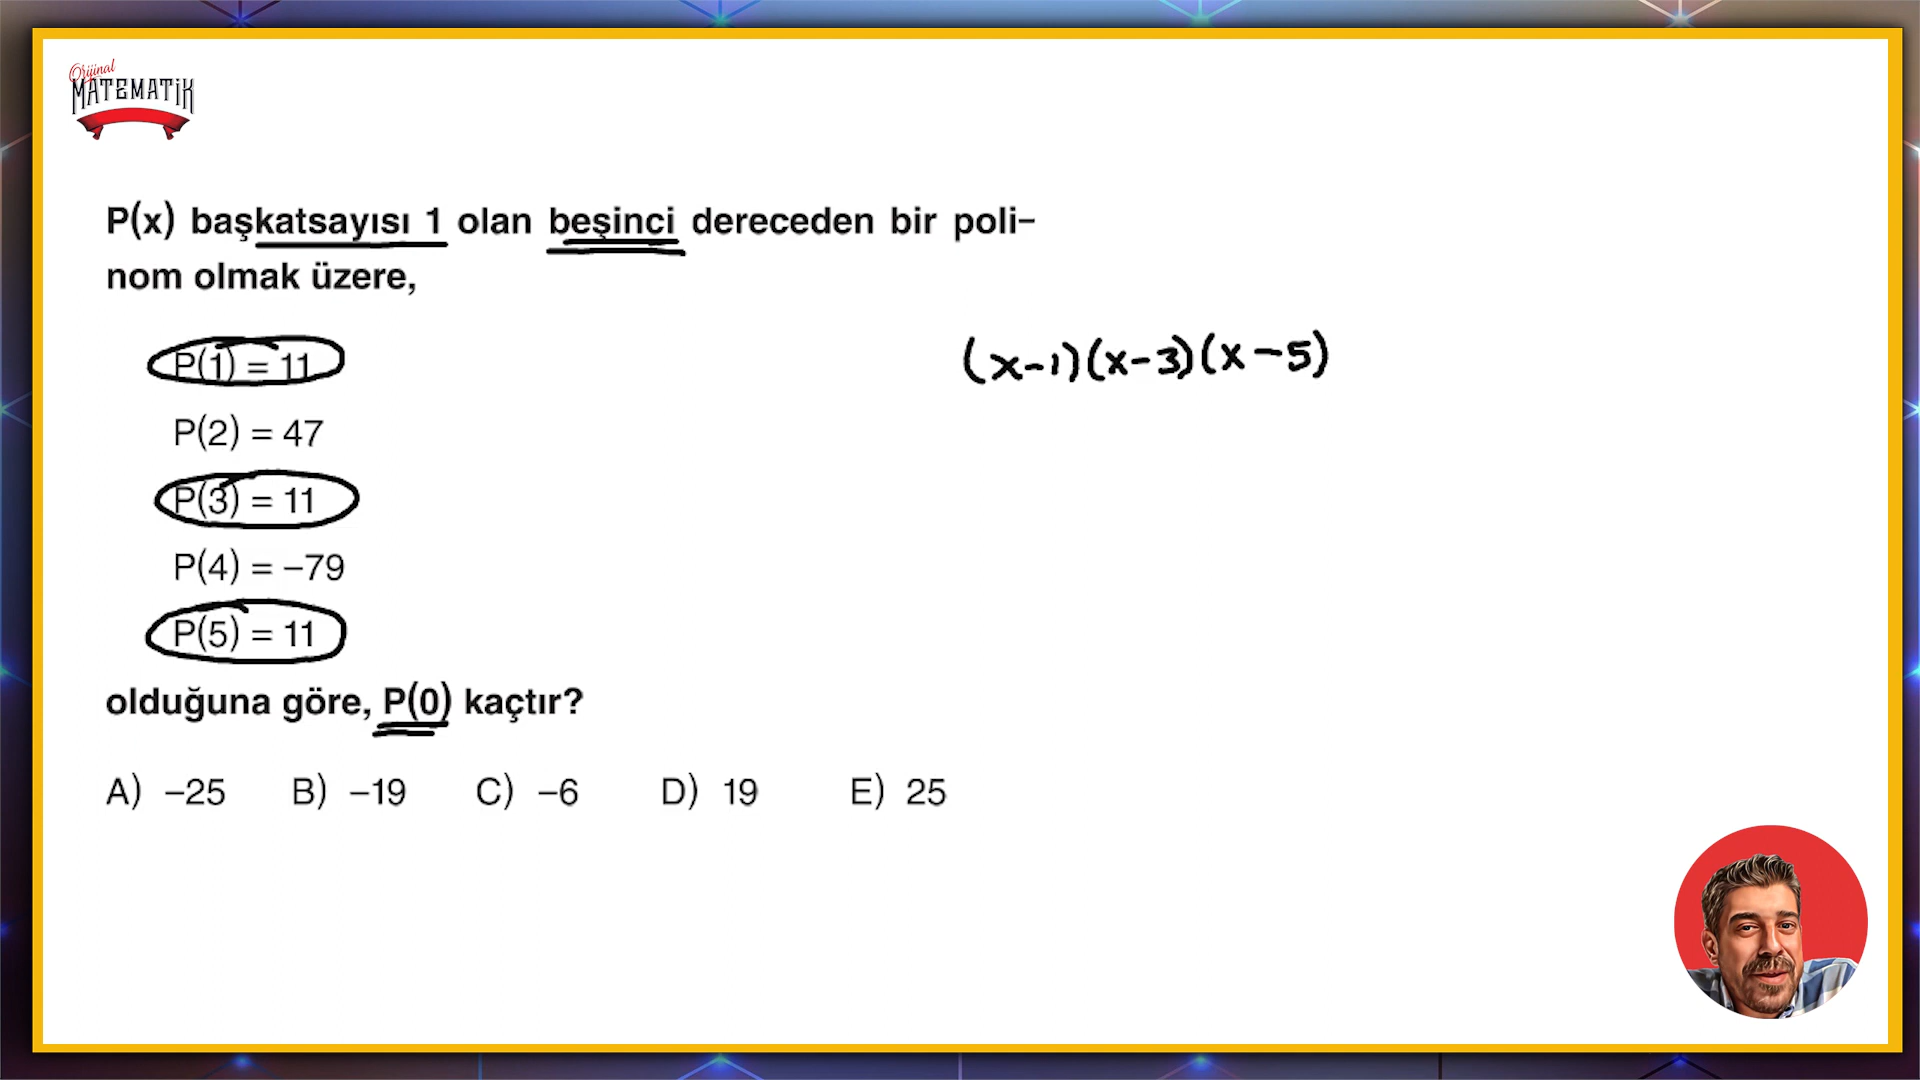 Orijinal
MATEMATİK
P(x) başkatsayısı 1 olan beşinci dereceden bir poli–
nom olmak üzere,
P(1) = 11
(x-1)(x-3)(x-5)
P(2) = 47
P(3) = 11
P(4) = –79
P(5) = 11
olduğuna göre, P(0) kaçtır?
A) –25 B) –19 C) –6 D) 19 E) 25